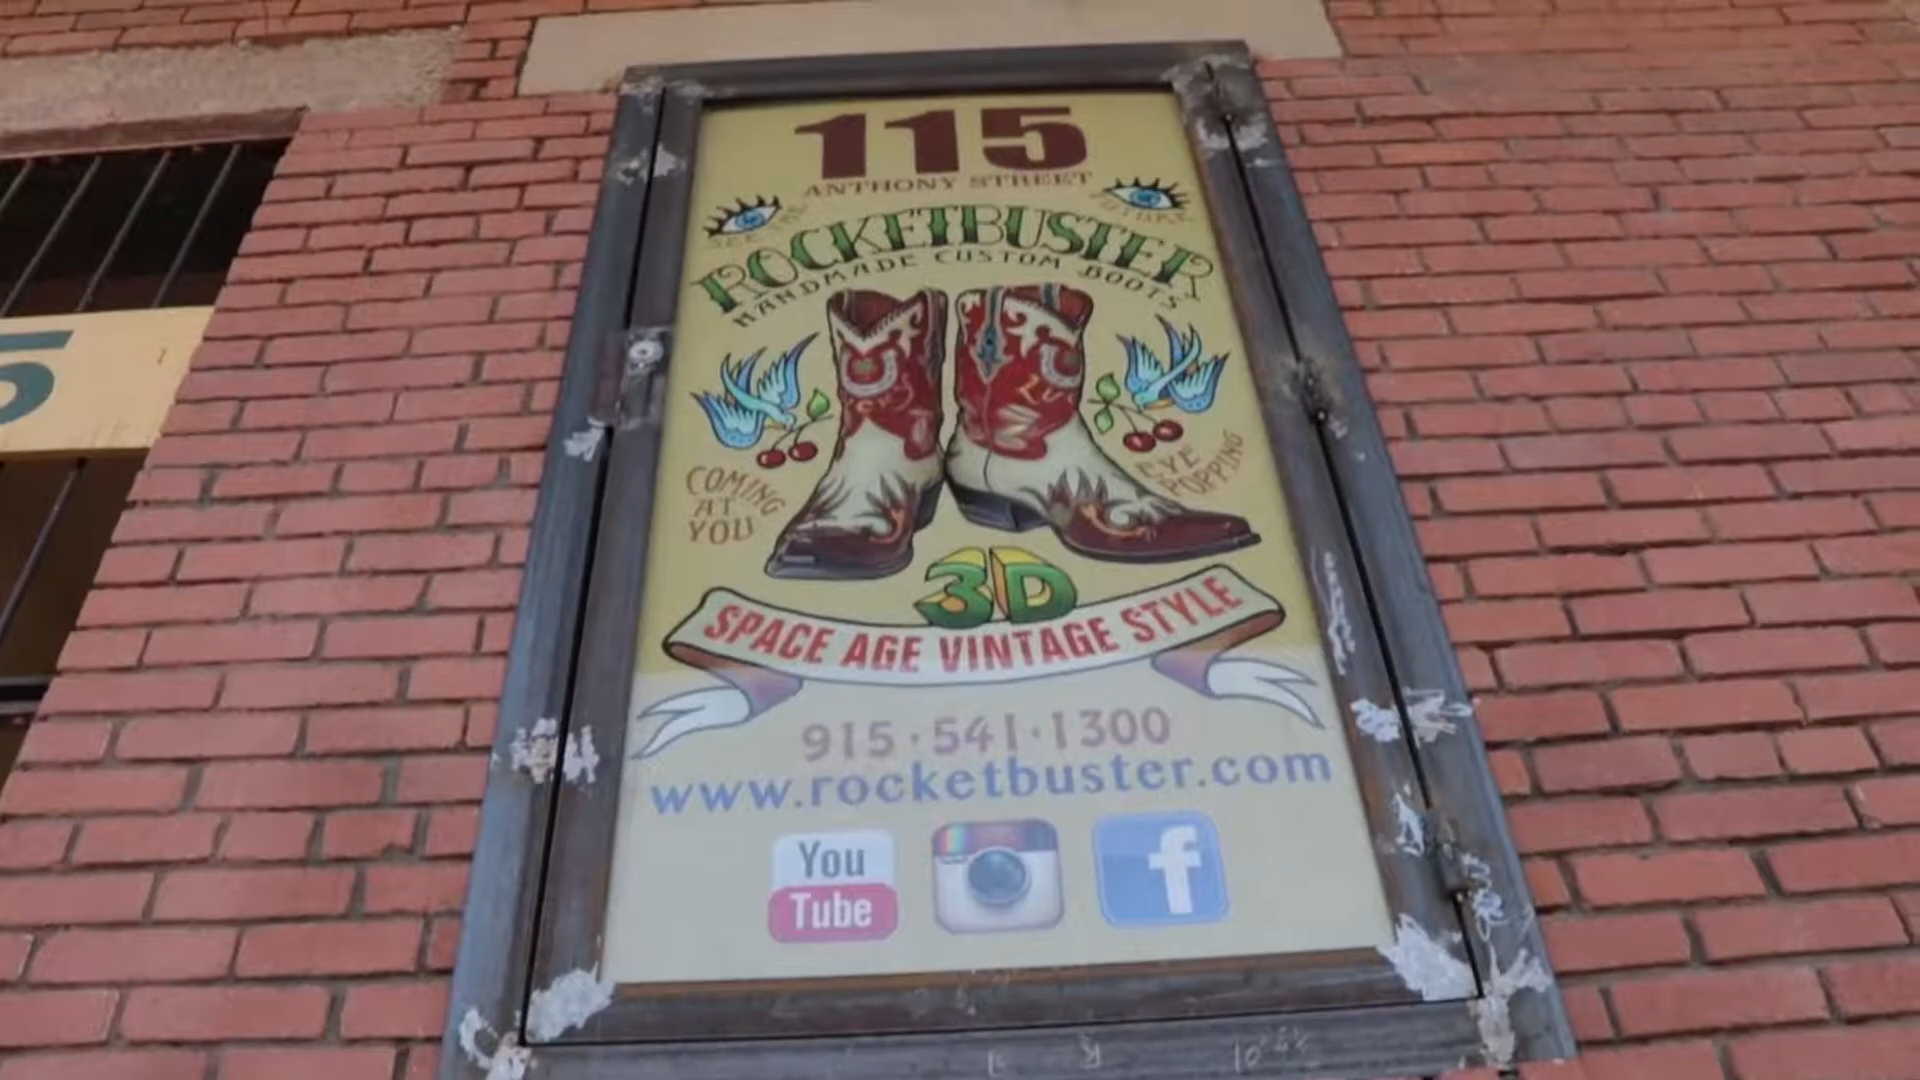 115
ANTHONY STREET
SEE THE
FUTURE
ROCKETBUSTER
HANDMADE CUSTOM BOOTS
COMING
AT
YOU
EYE
POPPING
3D
SPACE AGE VINTAGE STYLE
915·541·1300
www.rocketbuster.com
You
Tube
f
5